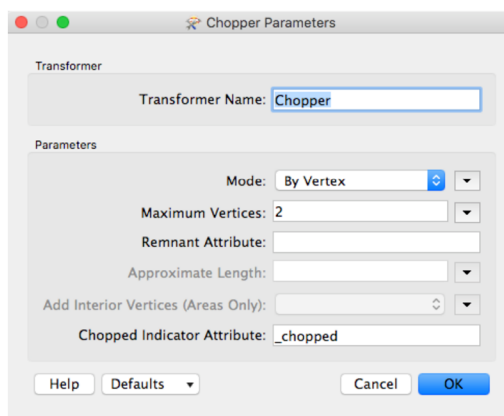 Chopper Parameters
Transformer
Transformer Name: Chopper
Parameters
Mode: By Vertex
Maximum Vertices: 2
Remnant Attribute:
Approximate Length:
Add Interior Vertices (Areas Only):
Chopped Indicator Attribute: _chopped
Help Defaults Cancel OK